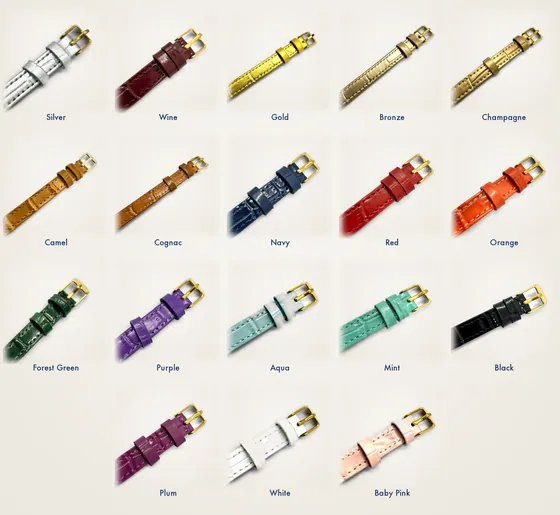 Silver
Wine
Gold
Bronze
Champagne
Camel
Cognac
Navy
Red
Orange
Forest Green
Purple
Aqua
Mint
Black
Plum
White
Baby Pink